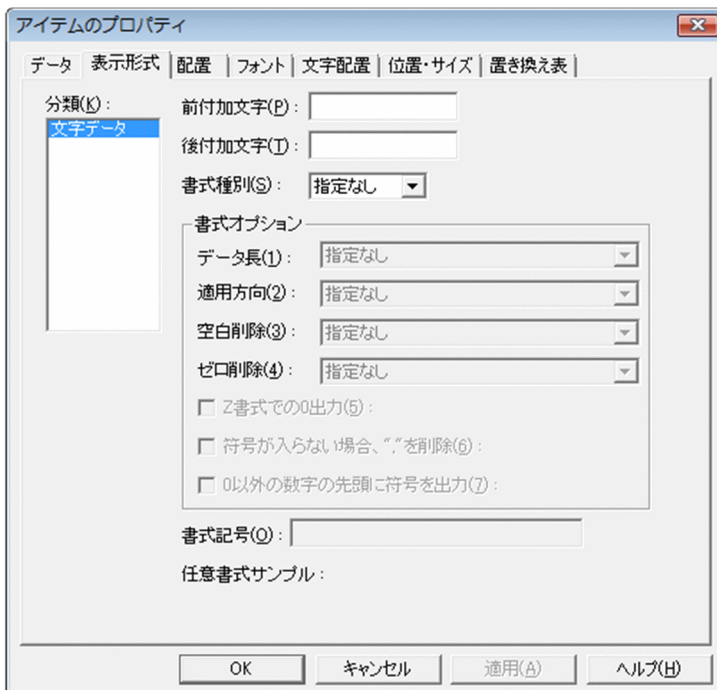 アイテムのプロパティ
データ 表示形式 配置 フォント 文字配置 位置・サイズ 置き換え表
分類(K):
文字データ
前付加文字(P):
後付加文字(T):
書式種別(S): 指定なし
書式オプション
データ長(1): 指定なし
適用方向(2): 指定なし
空白削除(3): 指定なし
ゼロ削除(4): 指定なし
Z書式での0出力(5):
符号が入らない場合、“,”を削除(6):
0以外の数字の先頭に符号を出力(7):
書式記号(O):
任意書式サンプル:
OK キャンセル 適用(A) ヘルプ(H)